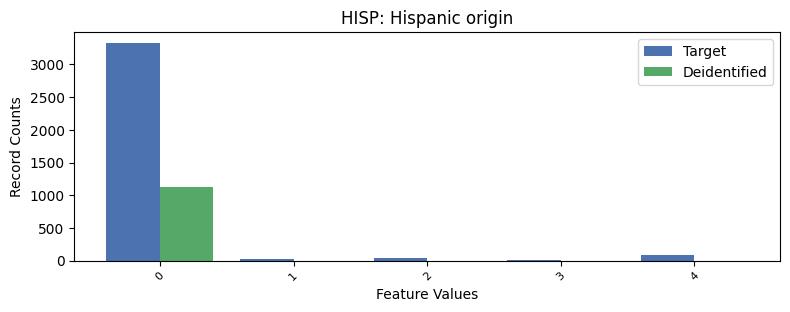 HISP: Hispanic origin
Target
Deidentified
Record Counts
3000
2500
2000
1500
1000
500
0
0
1
2
3
4
Feature Values